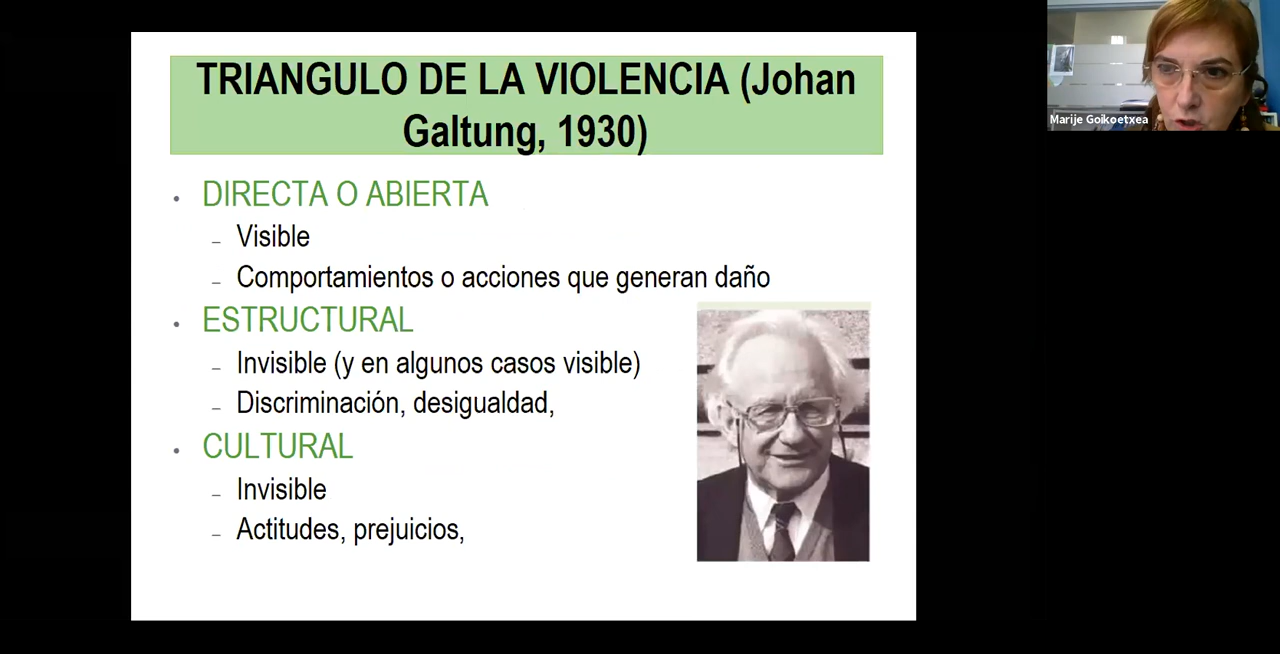 TRIANGULO DE LA VIOLENCIA (Johan
Galtung, 1930)
• DIRECTA O ABIERTA
– Visible
– Comportamientos o acciones que generan daño
• ESTRUCTURAL
– Invisible (y en algunos casos visible)
– Discriminación, desigualdad,
• CULTURAL
– Invisible
– Actitudes, prejuicios,
Marije Goikoetxea